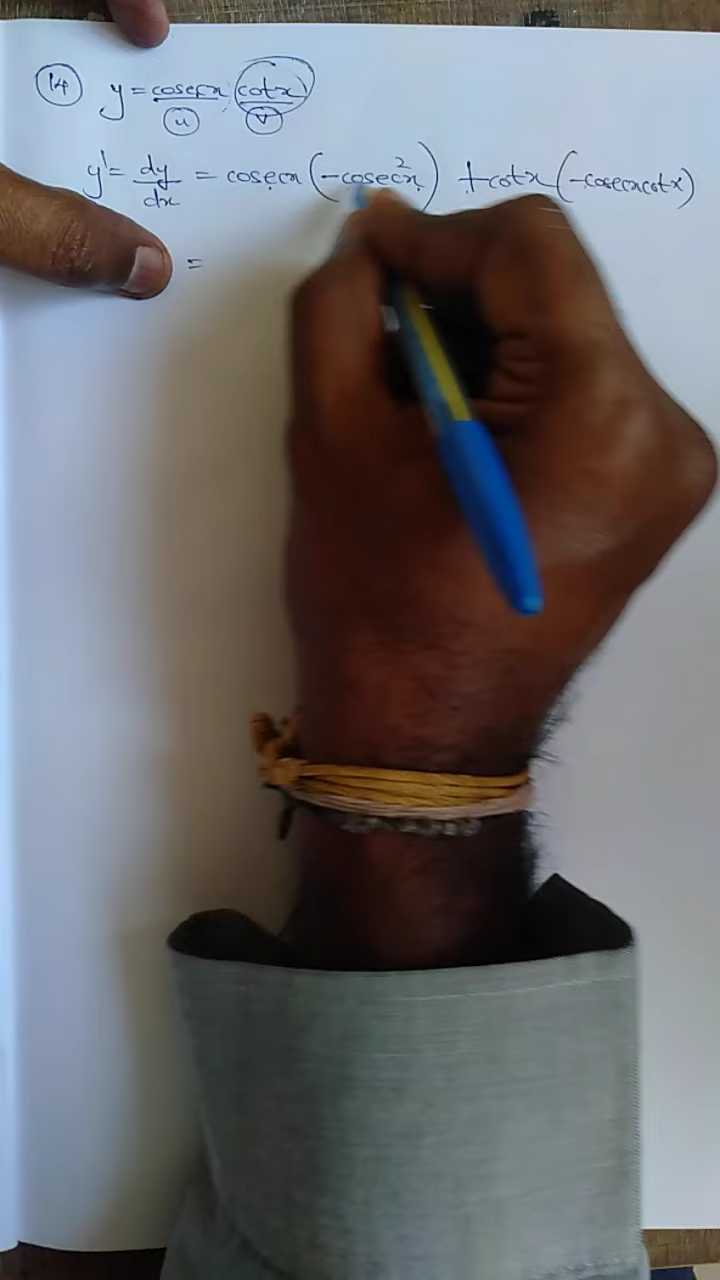 14 y = cosecx cotx
u v
y' = dy/dx = cosecx (-cosec²x) + cotx (-cosecxcotx)
=